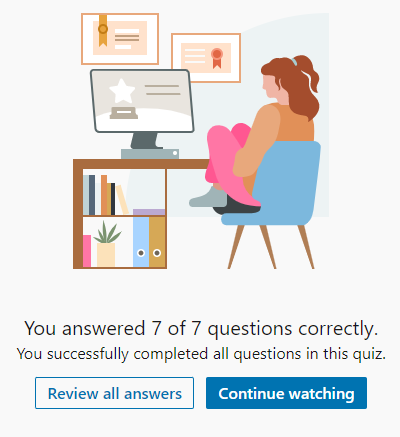 You answered 7 of 7 questions correctly.
You successfully completed all questions in this quiz.
Review all answers
Continue watching